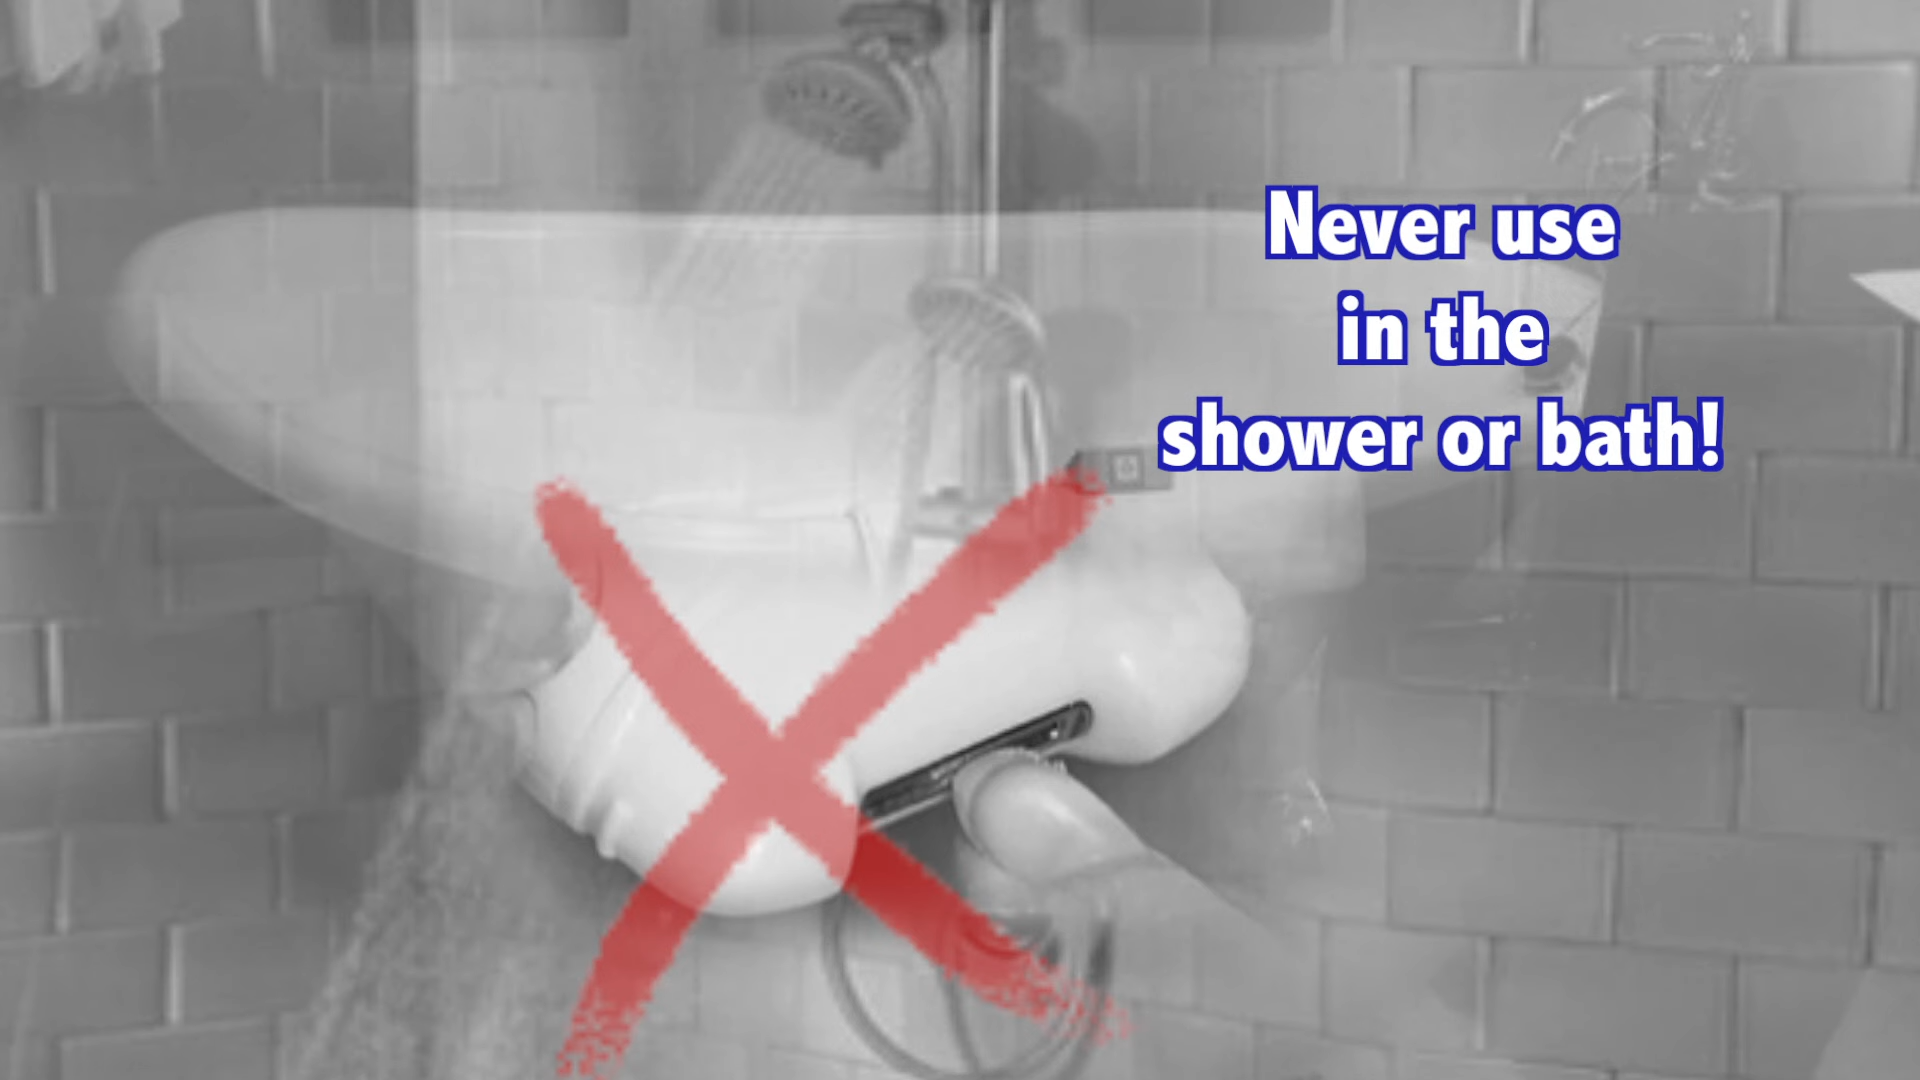 Never use
in the
shower or bath!